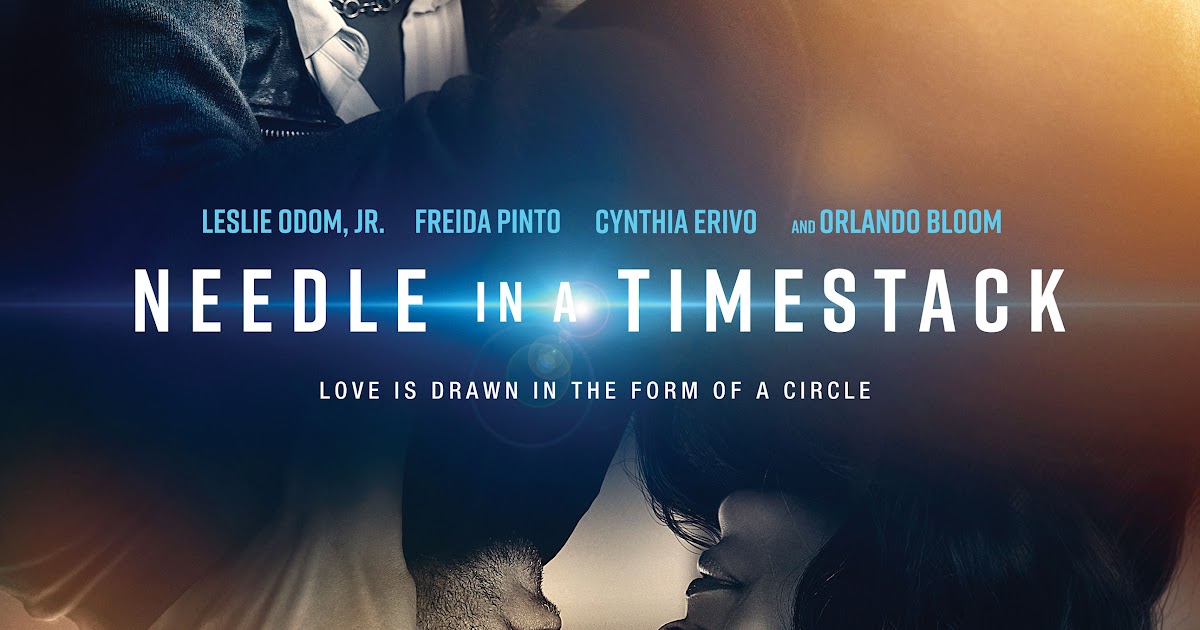 LESLIE ODOM, JR. FREIDA PINTO CYNTHIA ERIVO AND ORLANDO BLOOM
NEEDLE IN A TIMESTACK
LOVE IS DRAWN IN THE FORM OF A CIRCLE